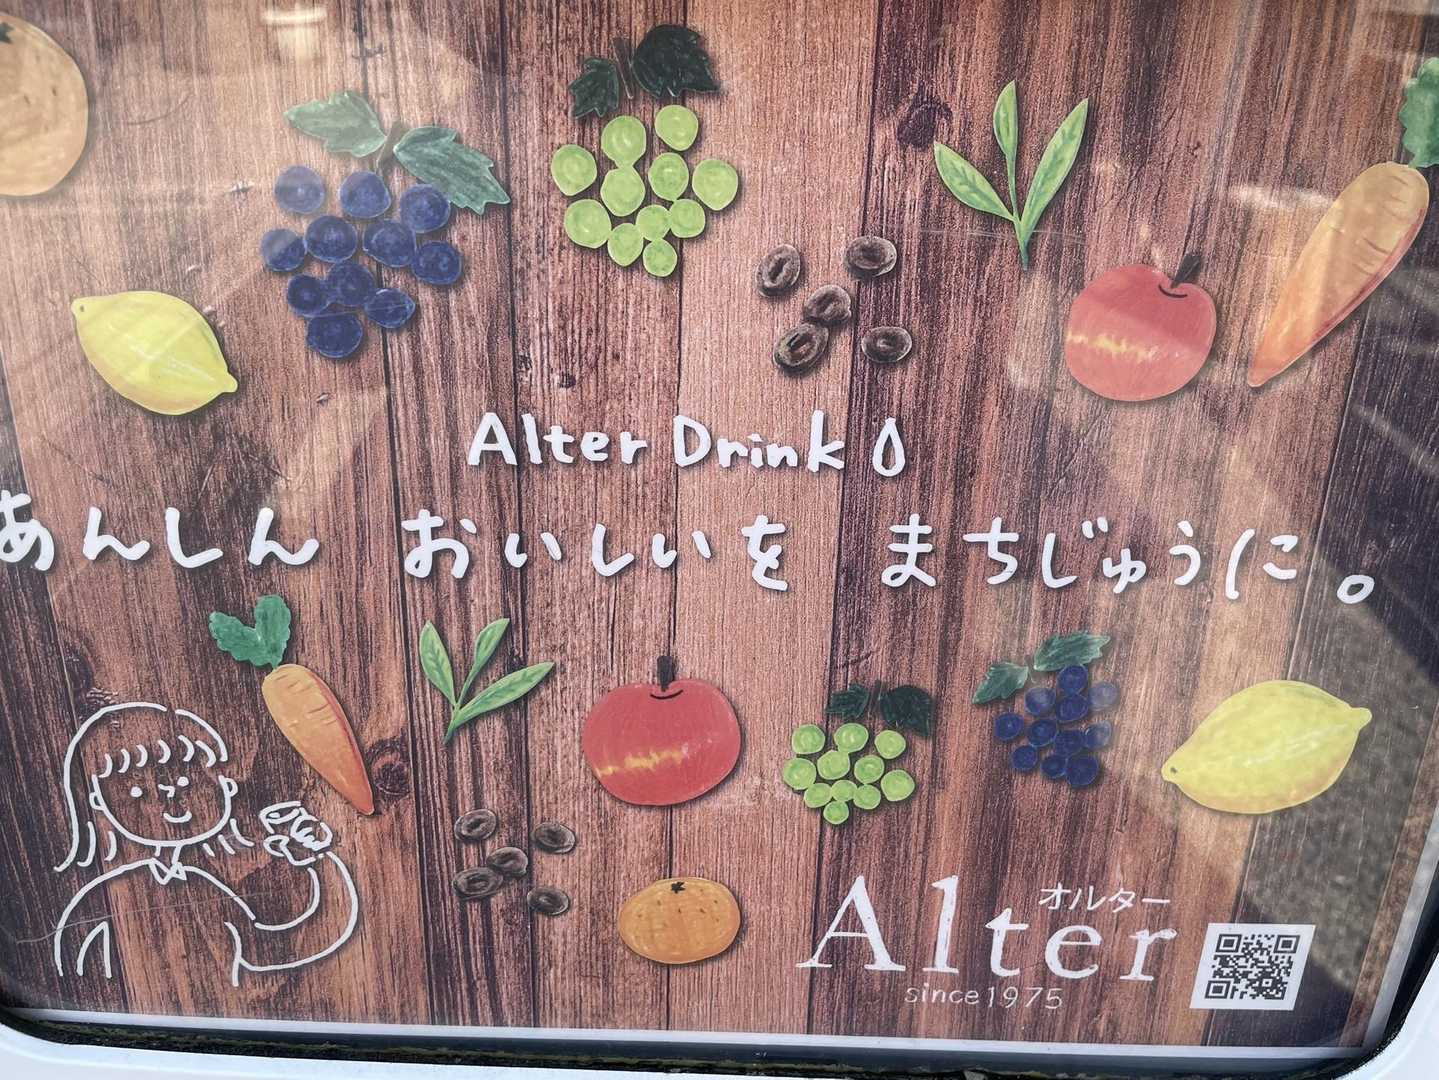 Alter Drink
あんしん おいしいを まちじゅうに。
オルター
Alter
since1975